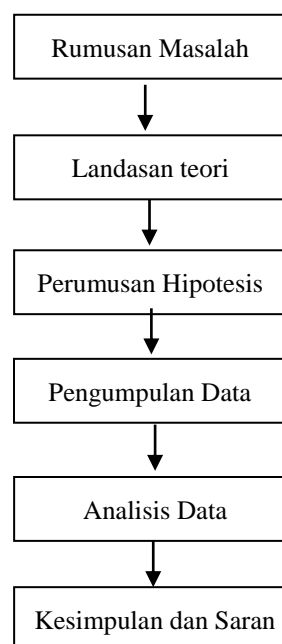 Rumusan Masalah
Landasan teori
Perumusan Hipotesis
Pengumpulan Data
Analisis Data
Kesimpulan dan Saran